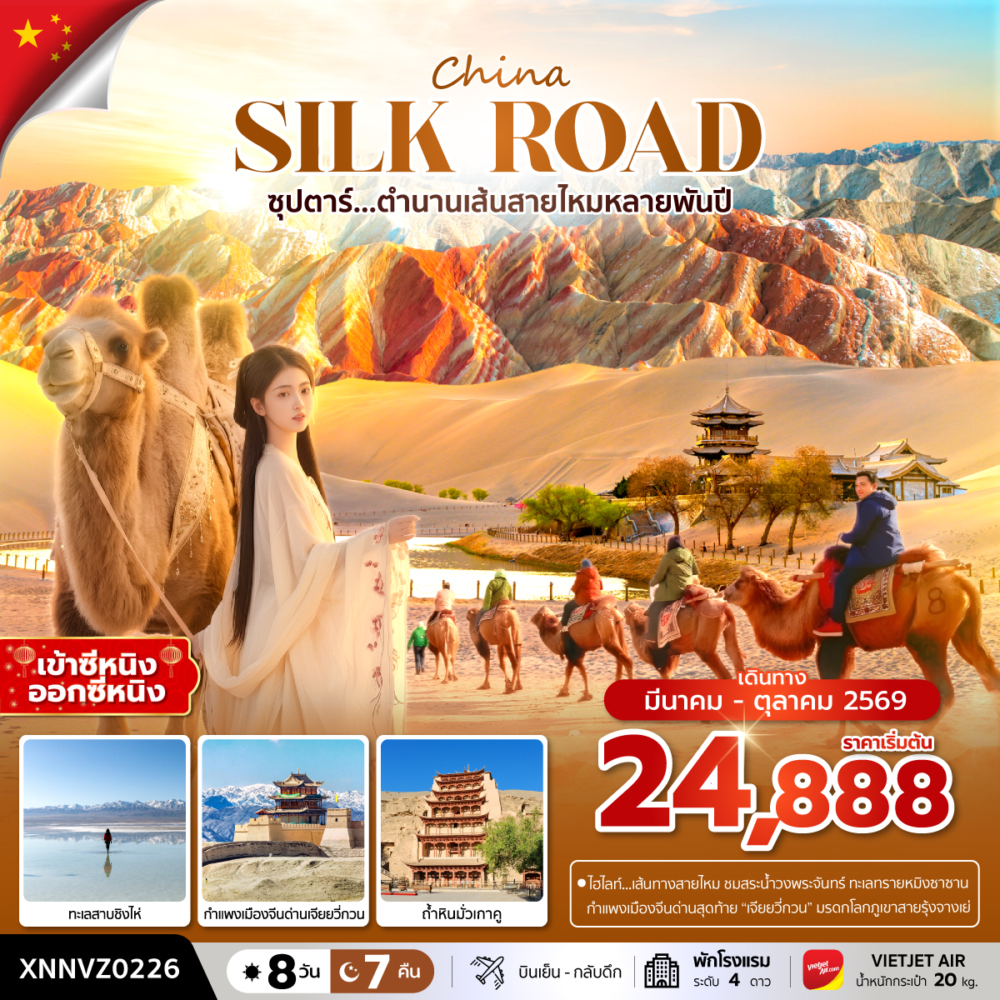 China
SILK ROAD
ซุปตาร์...ตำนานเส้นสายไหมหลายพันปี
8
เข้าซีหนิง
ออกซีหนิง
เดินทาง
มีนาคม - ตุลาคม 2569
ราคาเริ่มต้น
24,888
ทะเลสาบชิงไห่
กำแพงเมืองจีนด่านเจียยวี่กวน
ถ้ำหินมั่วเกาคู
• ไฮไลท์...เส้นทางสายไหม ชมสระน้ำวงพระจันทร์ ทะเลทรายหมิงซาซาน
กำแพงเมืองจีนด่านสุดท้าย “เจียยวี่กวน” มรดกโลกภูเขาสายรุ้งจางเย่
XNNVZ0226
8 วัน 7 คืน
บินเย็น - กลับดึก
พักโรงแรม
ระดับ 4 ดาว
vietjet Air.com
VIETJET AIR
น้ำหนักกระเป๋า 20 kg.